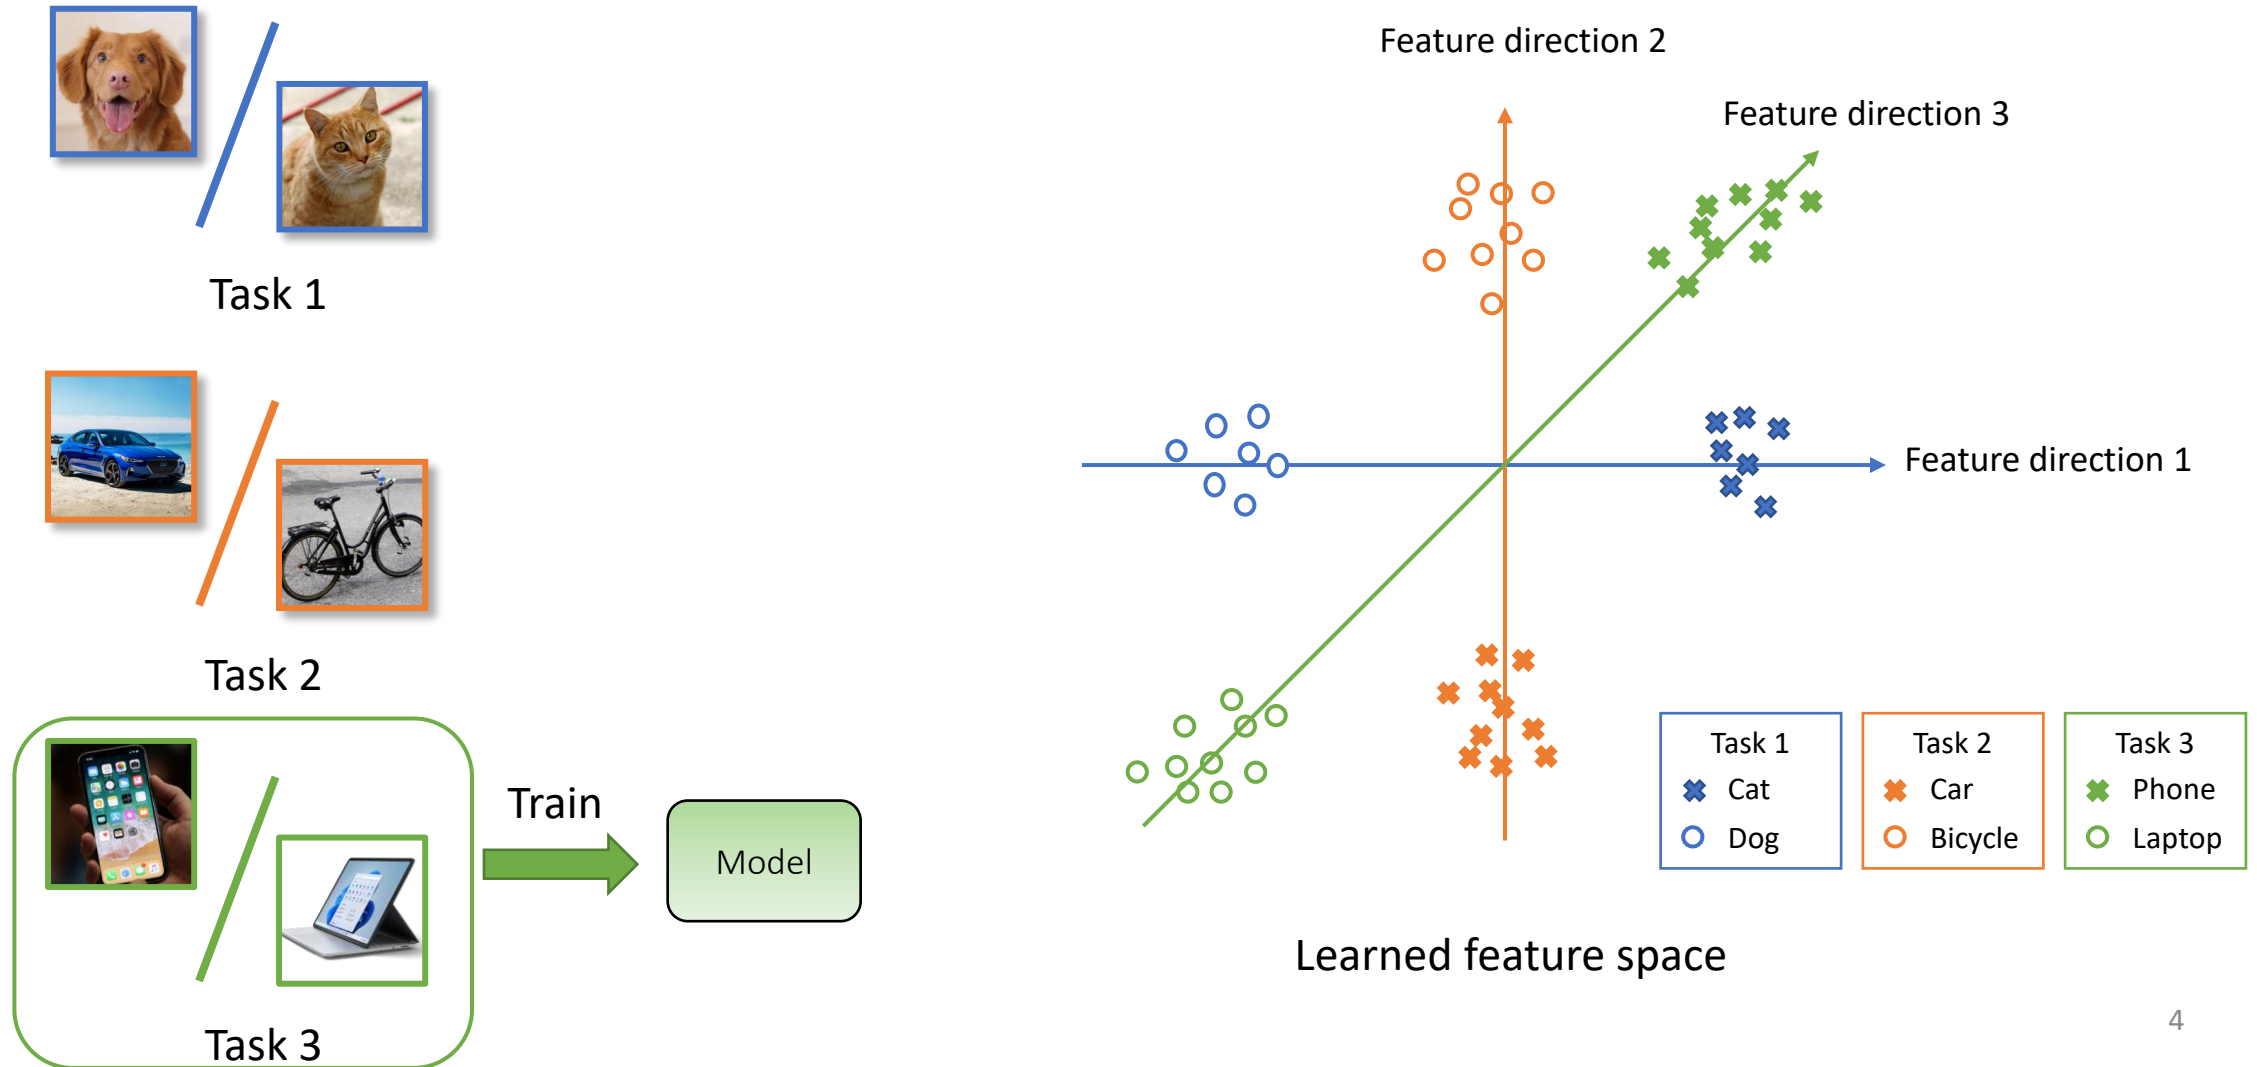 Task 1
Task 2
Task 3
Train
Model
Feature direction 2
Feature direction 3
Feature direction 1
Task 1
Cat
Dog
Task 2
Car
Bicycle
Task 3
Phone
Laptop
Learned feature space
4